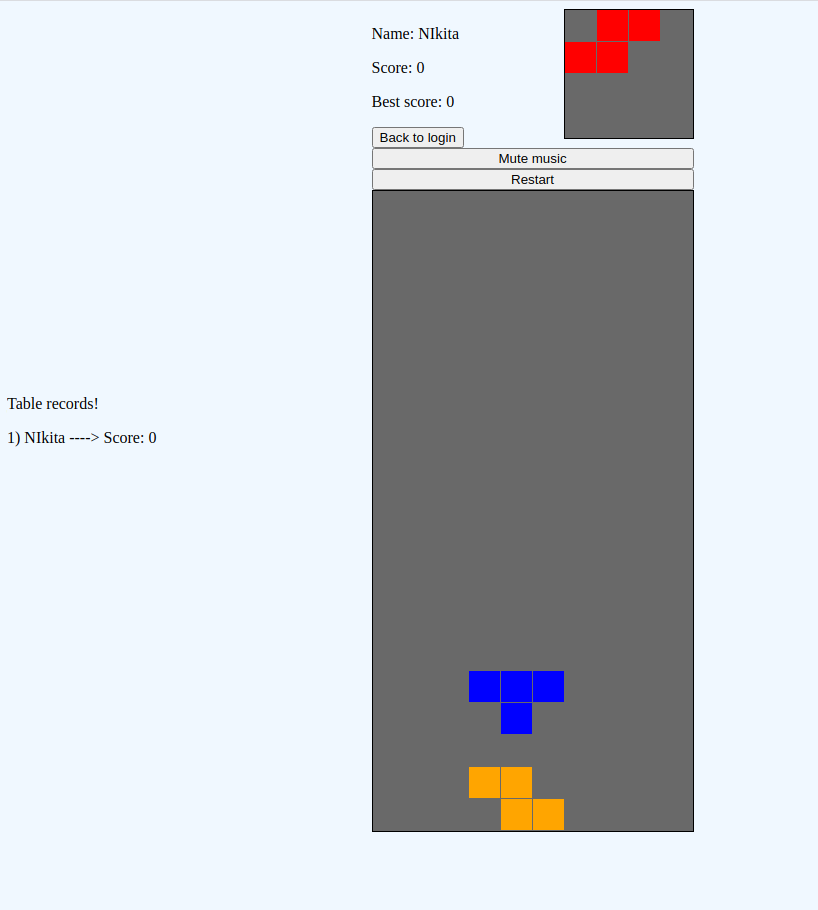 Name: NIkita
Score: 0
Best score: 0
Back to login
Mute music
Restart
Table records!
1) NIkita ----> Score: 0